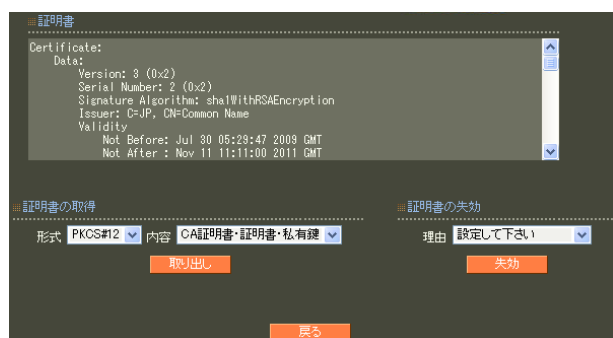 証明書
Certificate:
Data:
Version: 3 (0x2)
Serial Number: 2 (0x2)
Signature Algorithm: sha1WithRSAEncryption
Issuer: C=JP, CN=Common Name
Validity
Not Before: Jul 30 05:29:47 2009 GMT
Not After : Nov 11 11:11:00 2011 GMT
証明書の取得
証明書の失効
形式 PKCS#12 内容 CA証明書・証明書・私有鍵
理由 設定して下さい
取り出し
失効
戻る